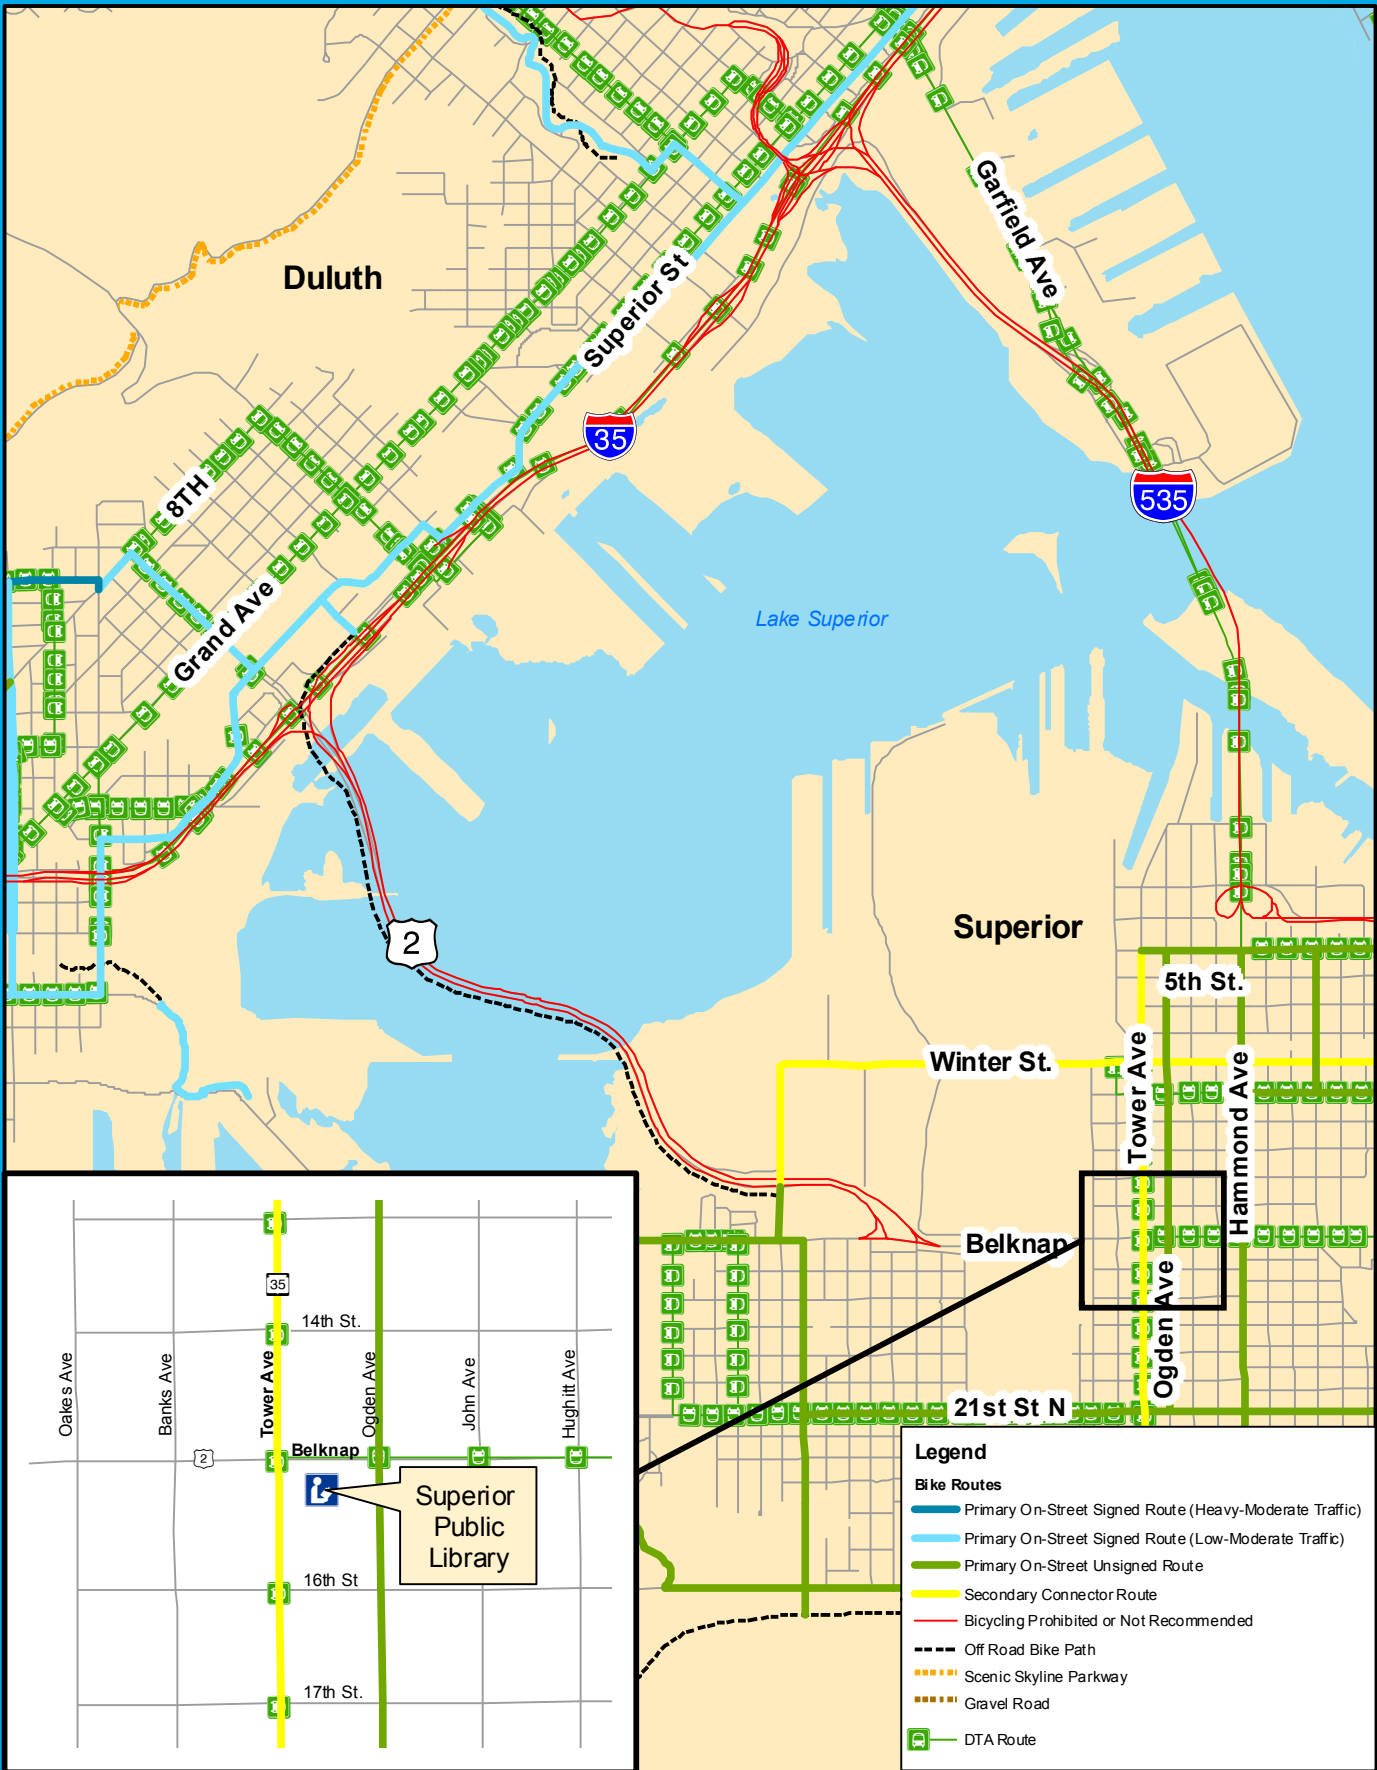 Garfield Ave
Duluth
Superior St
35
8TH
535
Grand Ave
Lake Superior
2
Superior
5th St.
Winter St.
Tower Ave
Hammond Ave
Belknap
Ogden Ave
21st St N
35
14th St.
Oakes Ave
Banks Ave
Tower Ave
Ogden Ave
John Ave
Hughitt Ave
2
Belknap
Superior
Public
Library
16th St
17th St.
Legend
Bike Routes
Primary On-Street Signed Route (Heavy-Moderate Traffic)
Primary On-Street Signed Route (Low-Moderate Traffic)
Primary On-Street Unsigned Route
Secondary Connector Route
Bicycling Prohibited or Not Recommended
Off Road Bike Path
Scenic Skyline Parkway
Gravel Road
DTA Route